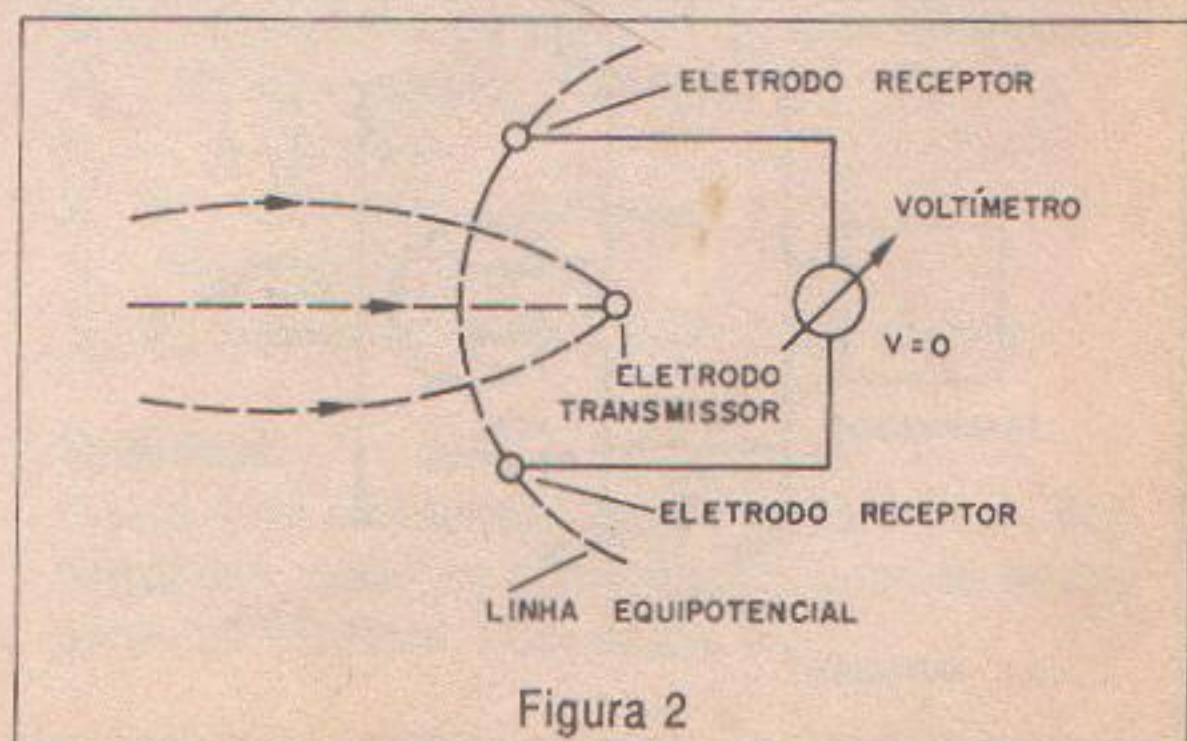 ELETRODO RECEPTOR
VOLTÍMETRO
V = 0
ELETRODO
TRANSMISSOR
ELETRODO RECEPTOR
LINHA EQUIPOTENCIAL
Figura 2